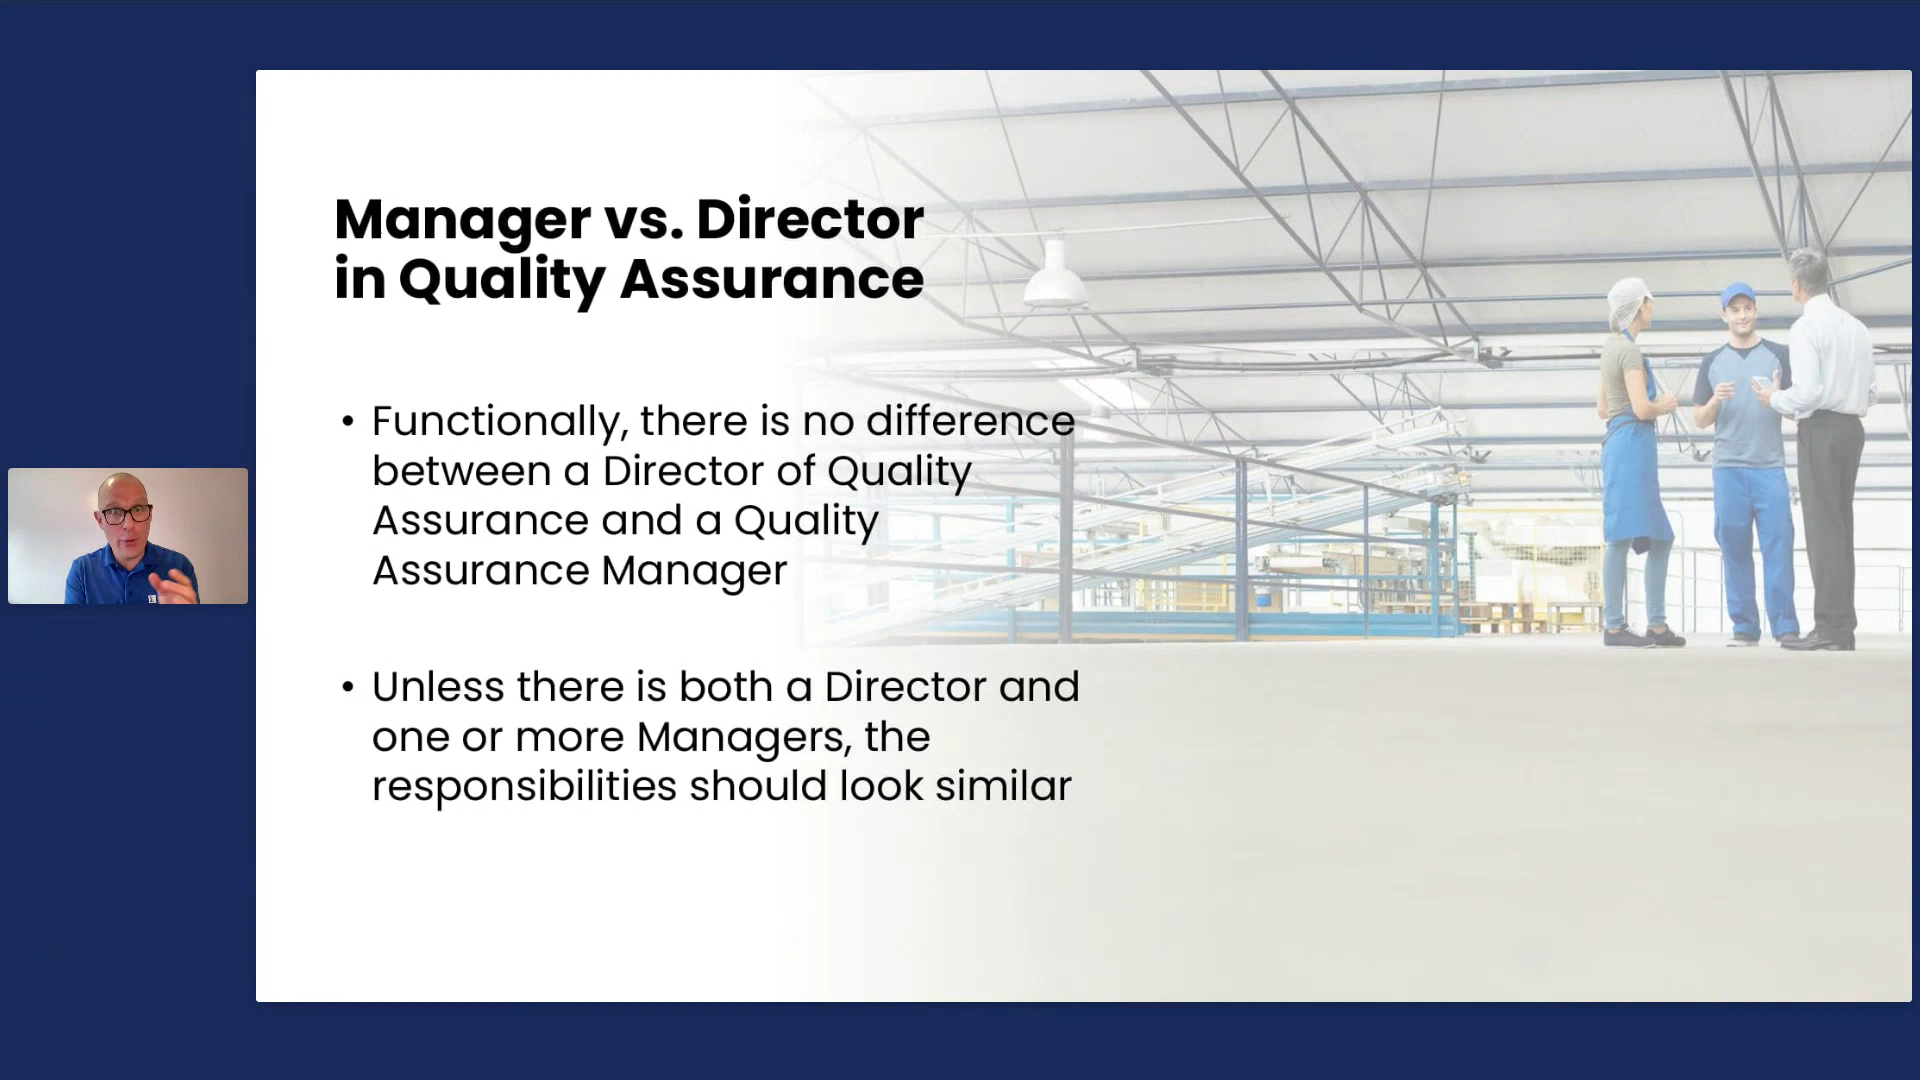 Manager vs. Director
in Quality Assurance
• Functionally, there is no difference
between a Director of Quality
Assurance and a Quality
Assurance Manager
• Unless there is both a Director and
one or more Managers, the
responsibilities should look similar